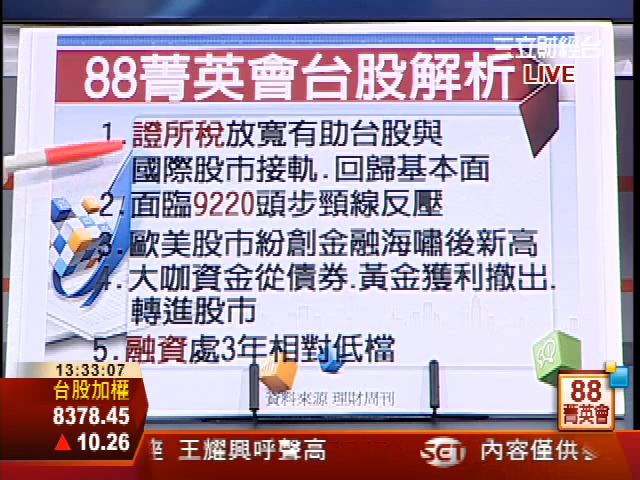 三立財經台
LIVE
88菁英會台股解析
1.證所稅放寬有助台股與
國際股市接軌.回歸基本面
2.面臨9220頭步頸線反壓
3.歐美股市紛創金融海嘯後新高
4.大咖資金從債券.黃金獲利撤出.
轉進股市
5.融資處3年相對低檔
資料來源 理財周刊
13:33:07
台股加權
8378.45
▲10.26
88
菁英會
座 王耀興呼聲高
SET 內容僅供參